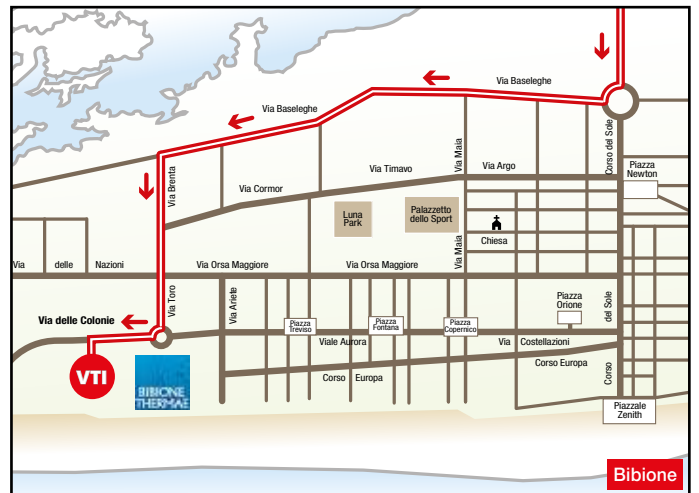 Via Baseleghe
Via Baseleghe
Corso del Sole
Via Maia
Via Argo
Via Timavo
Piazza
Newton
Via Brenta
Via Cormor
Luna
Park
Palazzetto
dello Sport
Chiesa
Via Maia
Via delle Nazioni
Via Orsa Maggiore
Via Orsa Maggiore
Via Toro
Via Ariete
Piazza
Orione
del Sole
Via delle Colonie
Piazza
Treviso
Piazza
Fontana
Piazza
Copernico
Viale Aurora
Via Costellazioni
Corso Europa
Corso Europa
Corso
VTI
BIBIONE
THERMAE
Piazzale
Zenith
Bibione